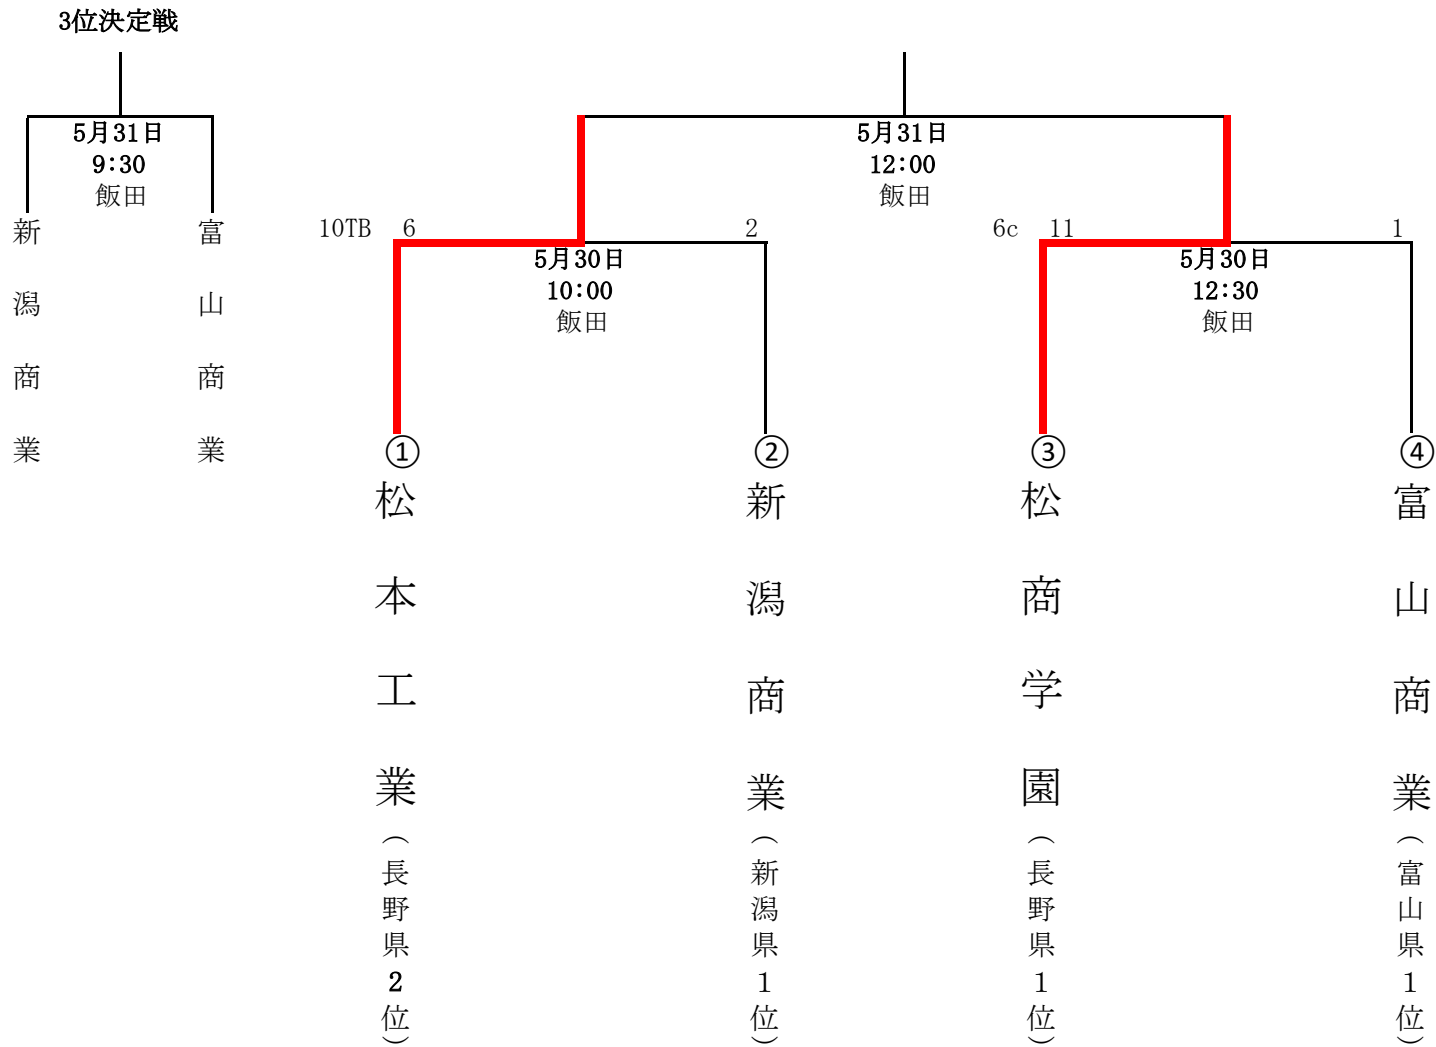 3位決定戦
5月31日
9:30
飯田
新潟商業
富山商業
5月31日
12:00
飯田
10TB 6 2
5月30日
10:00
飯田
6c 11 1
5月30日
12:30
飯田
①
松本工業(長野県2位)
②
新潟商業(新潟県1位)
③
松商学園(長野県1位)
④
富山商業(富山県1位)